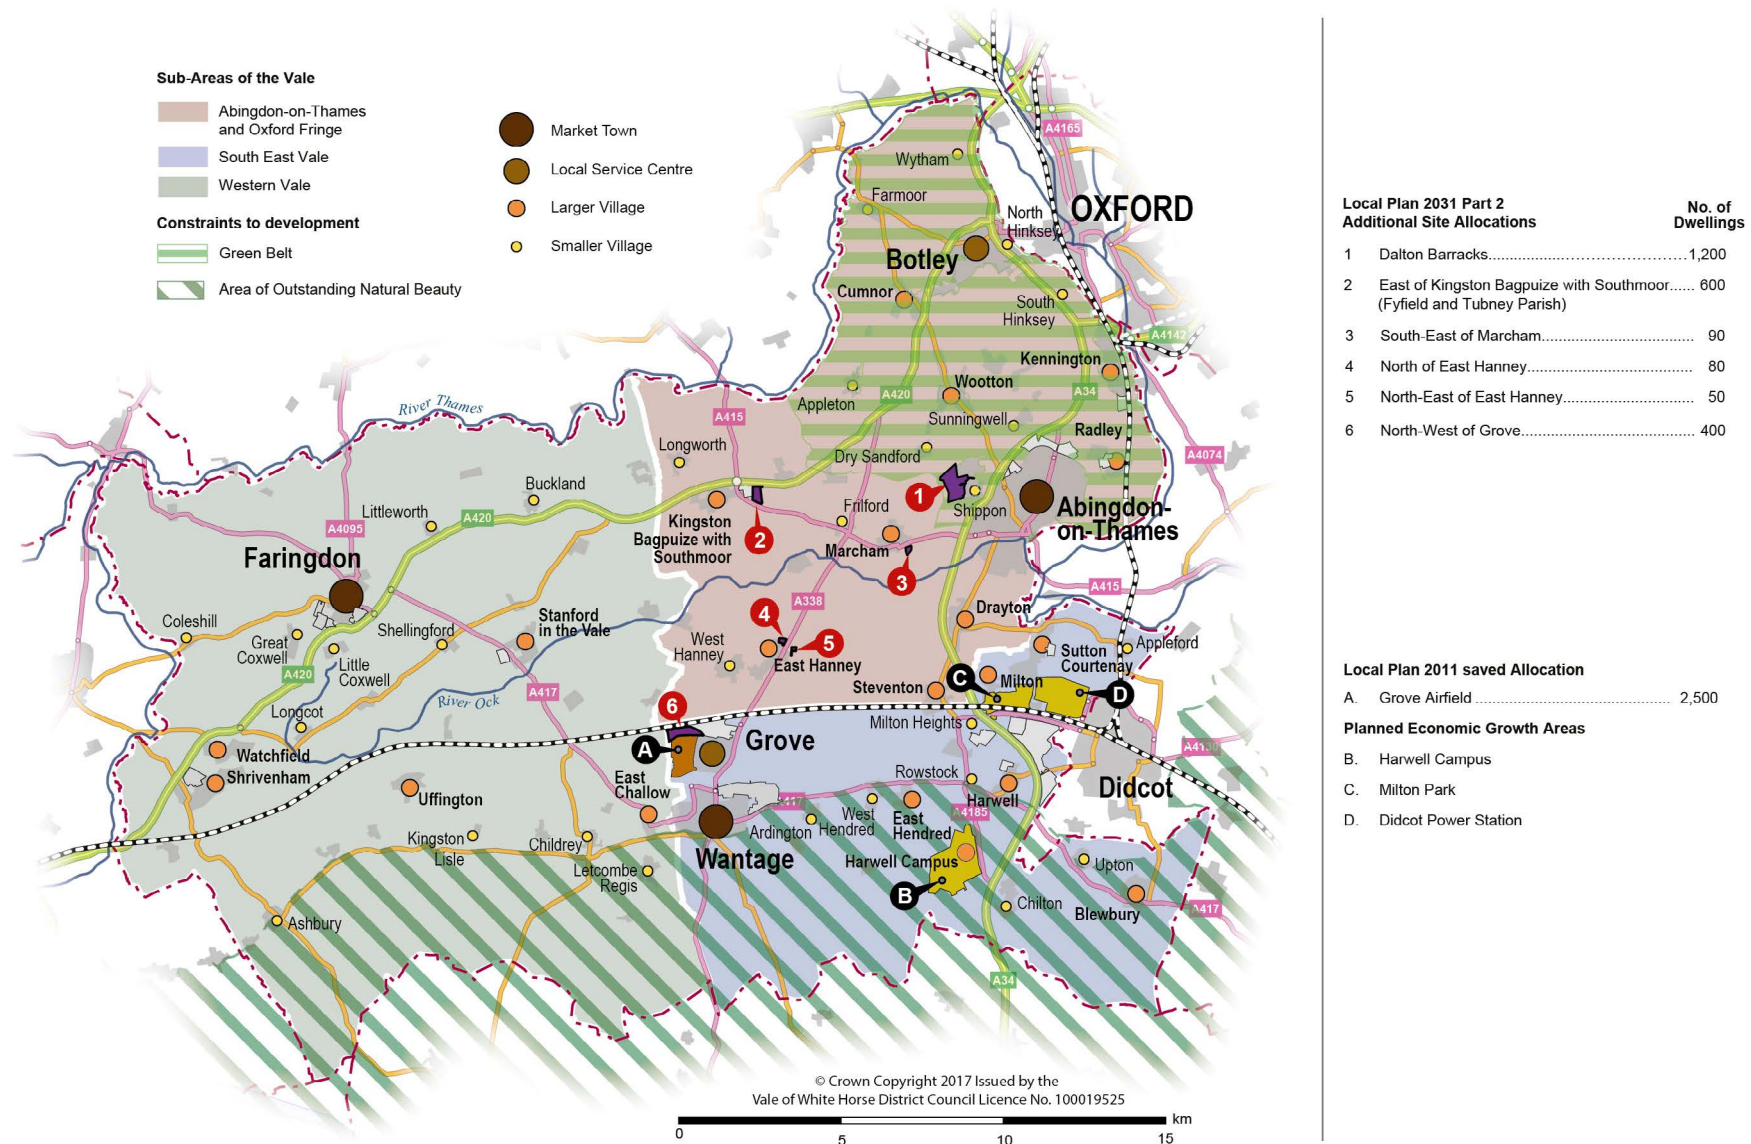 Sub-Areas of the Vale
Abingdon-on-Thames
and Oxford Fringe
South East Vale
Western Vale
Constraints to development
Green Belt
Area of Outstanding Natural Beauty
Market Town
Local Service Centre
Larger Village
Smaller Village
A4165
Wytham
Farmoor
OXFORD
North
Hinksey
Botley
Cumnor
South
Hinksey
A4142
Kennington
Wootton
A420
A34
Appleton
Sunningwell
Radley
River Thames
A415
Longworth
Dry Sandford
A4074
Buckland
Littleworth
A420
A4095
1
Frilford
Shippon
Abingdon-
on-Thames
Kingston
Bagpuize with
Southmoor
2
Marcham
3
Faringdon
A415
A338
Coleshill
Great
Coxwell
Shellingford
Stanford
in the Vale
4
Drayton
West
Hanney
5
East Hanney
Sutton
Courtenay
Appleford
Little
Coxwell
A420
A417
River Ock
Steventon
C
Milton
D
Longcot
6
Milton Heights
Watchfield
Shrivenham
A
Grove
A4130
East
Challow
Rowstock
Didcot
Uffington
A417
West
Hendred
East
Hendred
Harwell
A4185
Ardington
Kingston
Lisle
Childrey
Wantage
Harwell Campus
Upton
Letcombe
Regis
B
Chilton
Blewbury
A417
Ashbury
A34
© Crown Copyright 2017 Issued by the
Vale of White Horse District Council Licence No. 100019525
km
0 5 10 15
Local Plan 2031 Part 2
Additional Site Allocations
No. of
Dwellings
1 Dalton Barracks 1,200
2 East of Kingston Bagpuize with Southmoor 600
(Fyfield and Tubney Parish)
3 South-East of Marcham 90
4 North of East Hanney 80
5 North-East of East Hanney 50
6 North-West of Grove 400
Local Plan 2011 saved Allocation
A. Grove Airfield 2,500
Planned Economic Growth Areas
B. Harwell Campus
C. Milton Park
D. Didcot Power Station